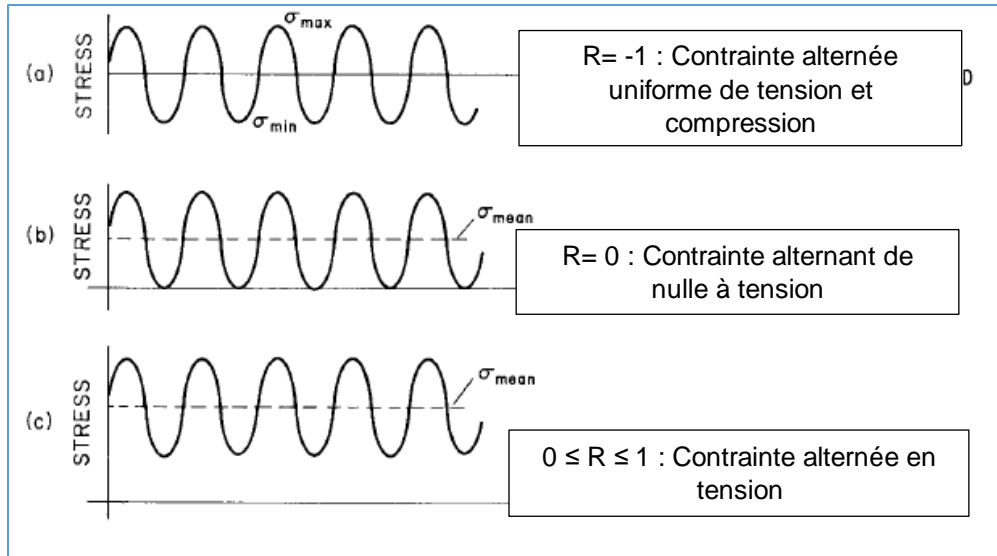 (a)
STRESS
σmax
σmin
R= -1 : Contrainte alternée
uniforme de tension et
compression
(b)
STRESS
σmean
R= 0 : Contrainte alternant de
nulle à tension
(c)
STRESS
σmean
0 ≤ R ≤ 1 : Contrainte alternée en
tension